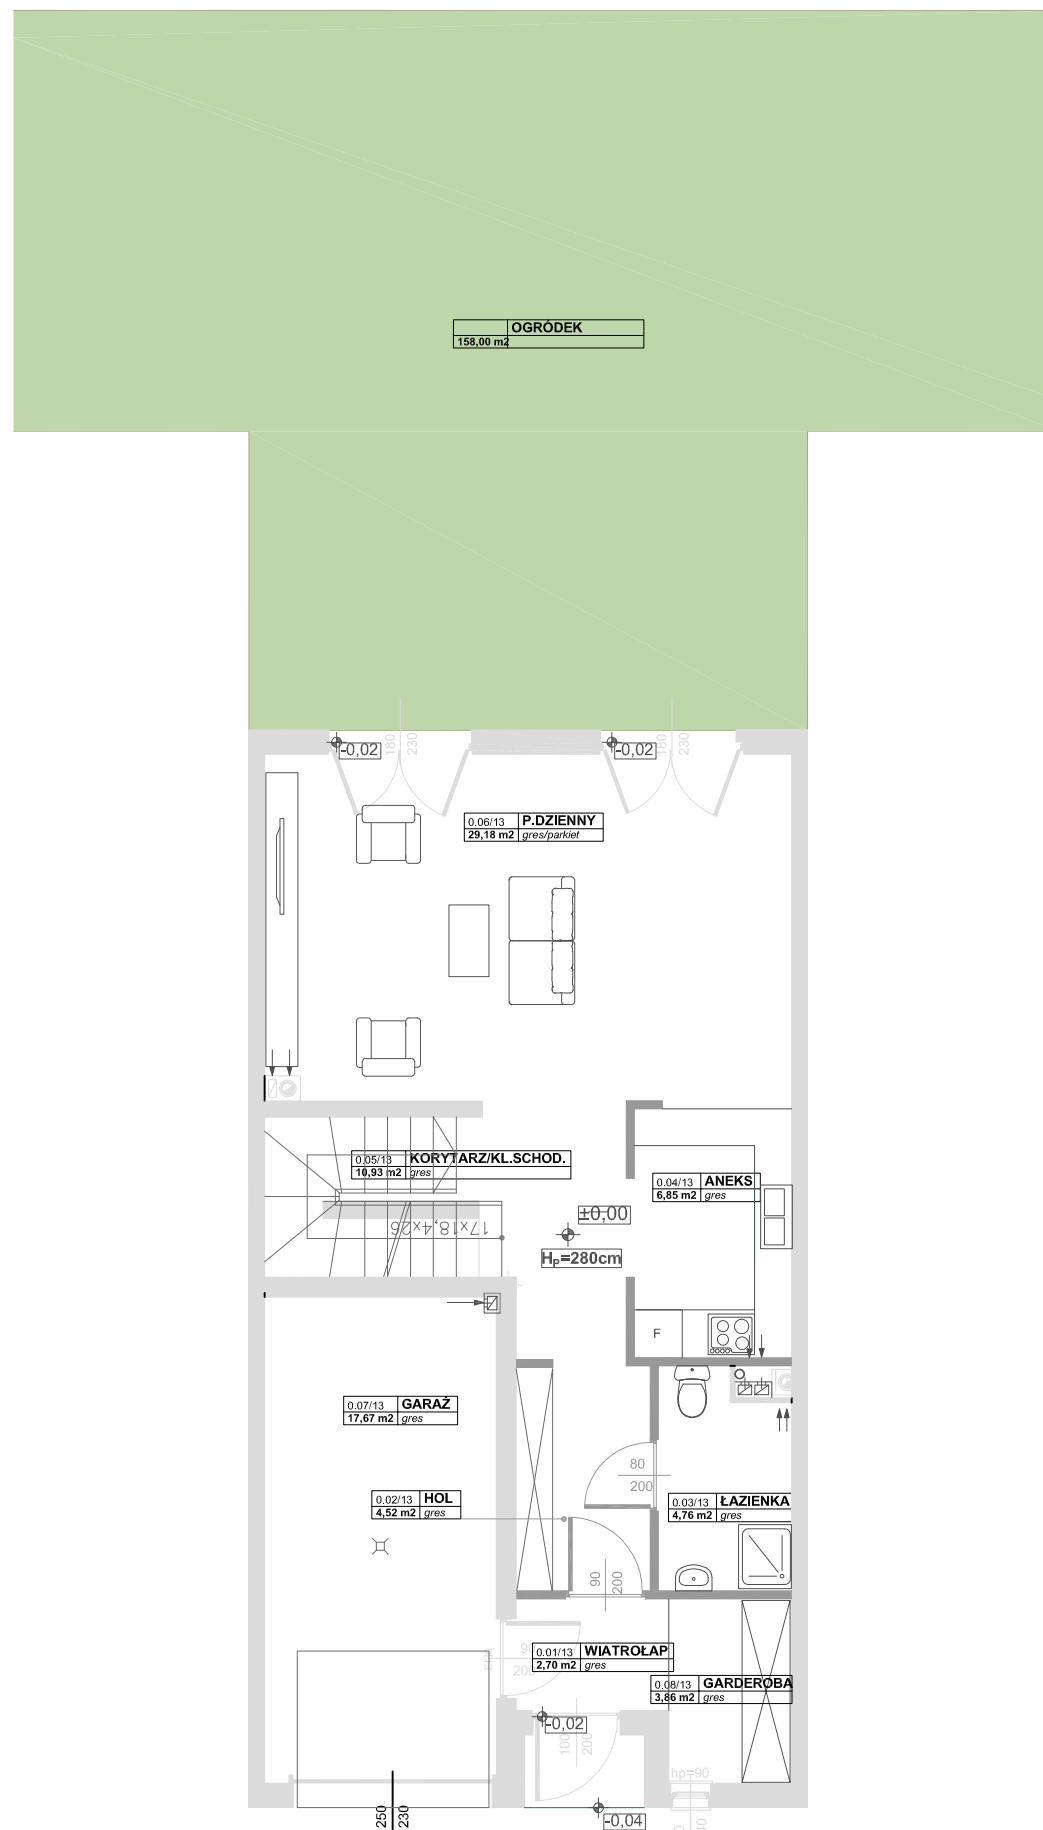 OGRÓDEK
158,00 m2
-0,02
180
230
-0,02
180
230
0.06/13 P.DZIENNY
29,18 m2 gres/parkiet
0.05/13 KORYTARZ/KL.SCHOD.
10,93 m2 gres
0.04/13 ANEKS
6,85 m2 gres
17x18,4x26
±0,00
Hp=280cm
F
0.07/13 GARAŻ
17,67 m2 gres
80
200
0.02/13 HOL
4,52 m2 gres
0.03/13 ŁAZIENKA
4,76 m2 gres
90
200
90
200
0.01/13 WIATROŁAP
2,70 m2 gres
0.08/13 GARDEROBA
3,86 m2 gres
-0,02
100
200
hp=90
250
230
-0,04